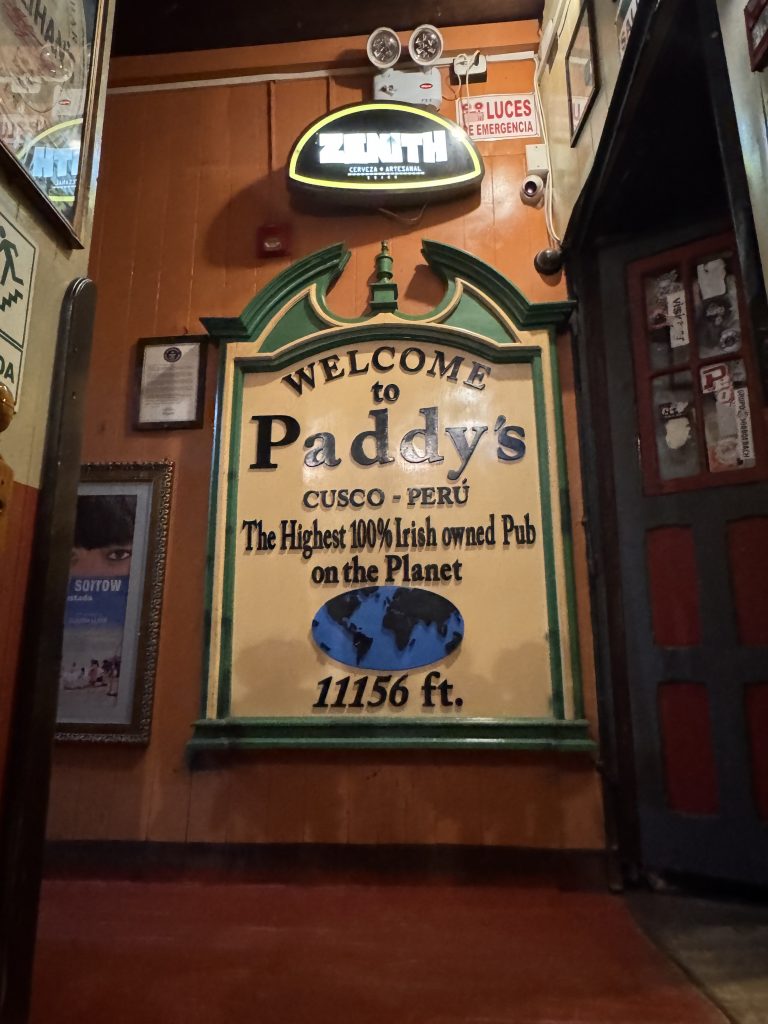 ZENITH
CERVEZA ★ ARTESANAL
CUSCO
LUCES
DE EMERGENCIA
WELCOME
to
Paddy's
CUSCO - PERÚ
The Highest 100% Irish owned Pub
on the Planet
11156 ft.
SORROW